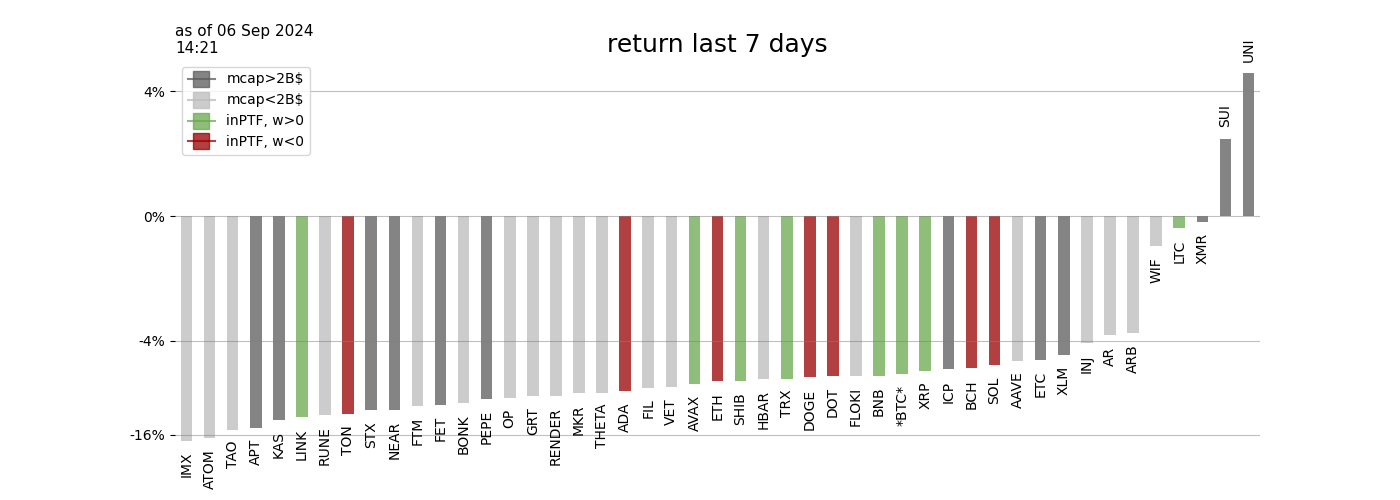 as of 06 Sep 2024
14:21
return last 7 days
mcap>2B$
mcap<2B$
inPTF, w>0
inPTF, w<0
4%
0%
-4%
-16%
IMX
ATOM
TAO
APT
KAS
LINK
RUNE
TON
STX
NEAR
FTM
FET
BONK
PEPE
OP
GRT
RENDER
MKR
THETA
ADA
FIL
VET
AVAX
ETH
SHIB
HBAR
TRX
DOGE
DOT
FLOKI
BNB
*BTC*
XRP
ICP
BCH
SOL
AAVE
ETC
XLM
INJ
AR
ARB
WIF
LTC
XMR
SUI
UNI